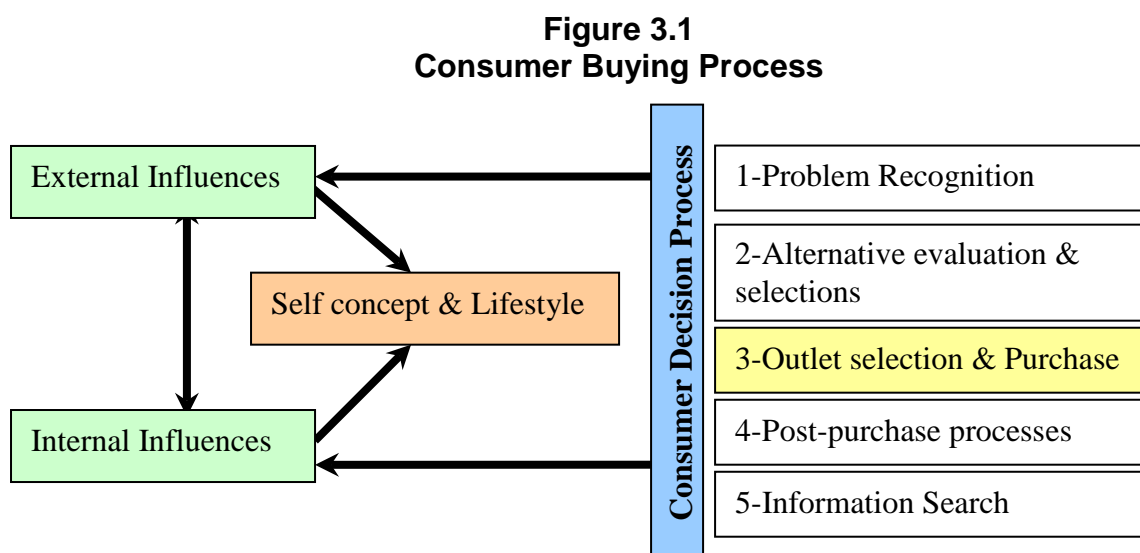 Figure 3.1
Consumer Buying Process
External Influences
Self concept & Lifestyle
Internal Influences
Consumer Decision Process
1-Problem Recognition
2-Alternative evaluation &
selections
3-Outlet selection & Purchase
4-Post-purchase processes
5-Information Search